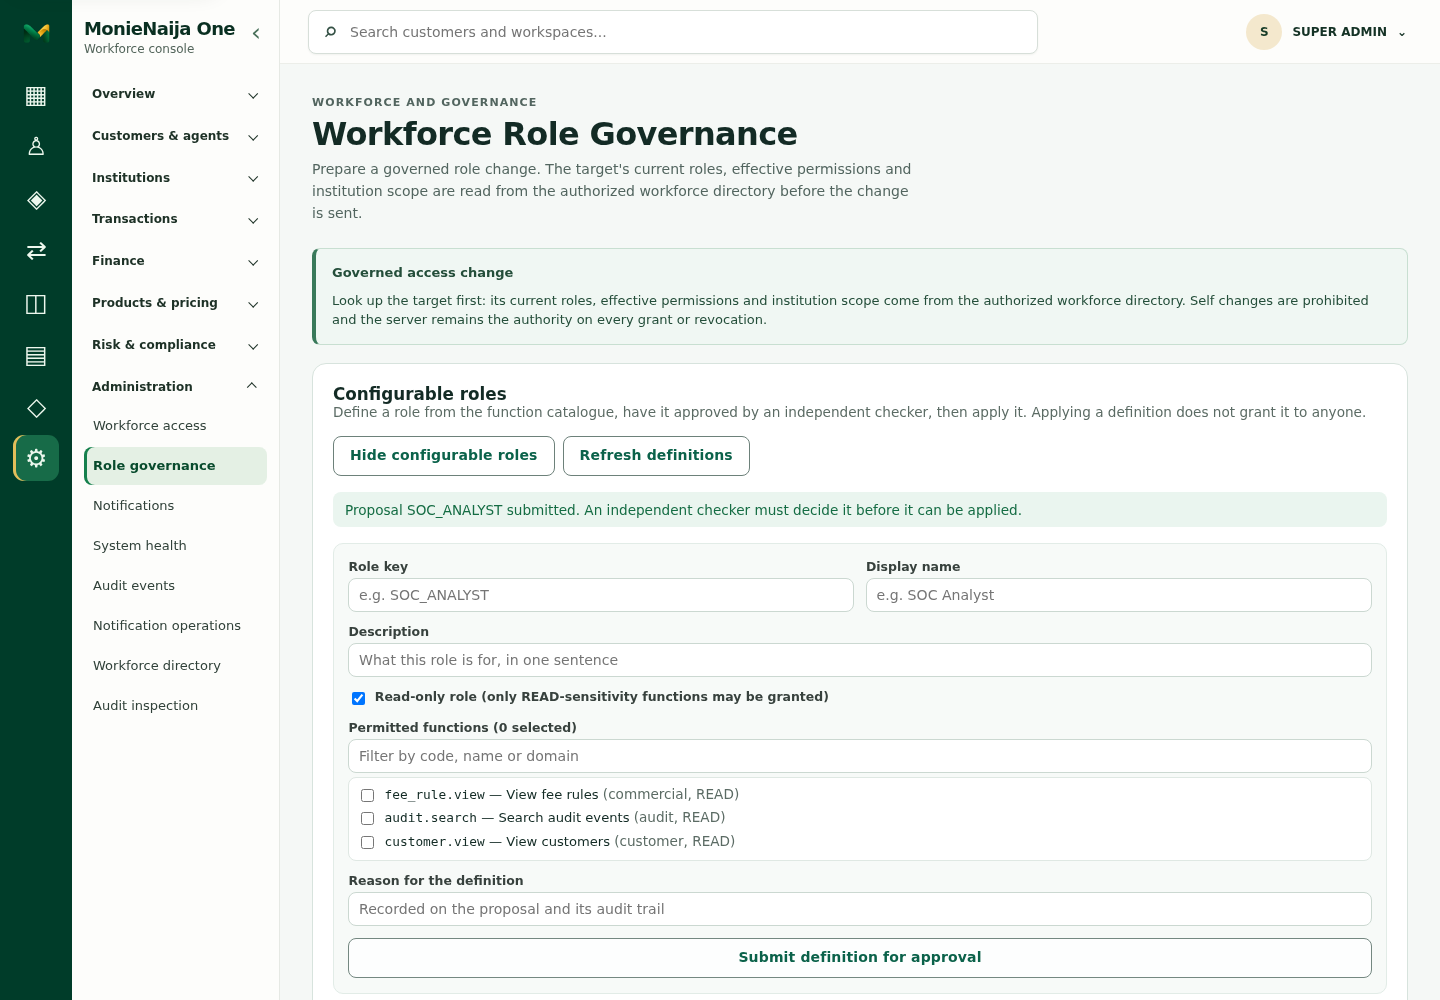 MonieNaija One
Workforce console
Search customers and workspaces...
S
SUPER ADMIN
Overview
Customers & agents
Institutions
Transactions
Finance
Products & pricing
Risk & compliance
Administration
Workforce access
Role governance
Notifications
System health
Audit events
Notification operations
Workforce directory
Audit inspection
WORKFORCE AND GOVERNANCE
Workforce Role Governance
Prepare a governed role change. The target's current roles, effective permissions and
institution scope are read from the authorized workforce directory before the change
is sent.
Governed access change
Look up the target first: its current roles, effective permissions and institution scope come from the authorized workforce directory. Self changes are prohibited
and the server remains the authority on every grant or revocation.
Configurable roles
Define a role from the function catalogue, have it approved by an independent checker, then apply it. Applying a definition does not grant it to anyone.
Hide configurable roles
Refresh definitions
Proposal SOC_ANALYST submitted. An independent checker must decide it before it can be applied.
Role key
Display name
e.g. SOC_ANALYST
e.g. SOC Analyst
Description
What this role is for, in one sentence
Read-only role (only READ-sensitivity functions may be granted)
Permitted functions (0 selected)
Filter by code, name or domain
fee_rule.view — View fee rules (commercial, READ)
audit.search — Search audit events (audit, READ)
customer.view — View customers (customer, READ)
Reason for the definition
Recorded on the proposal and its audit trail
Submit definition for approval